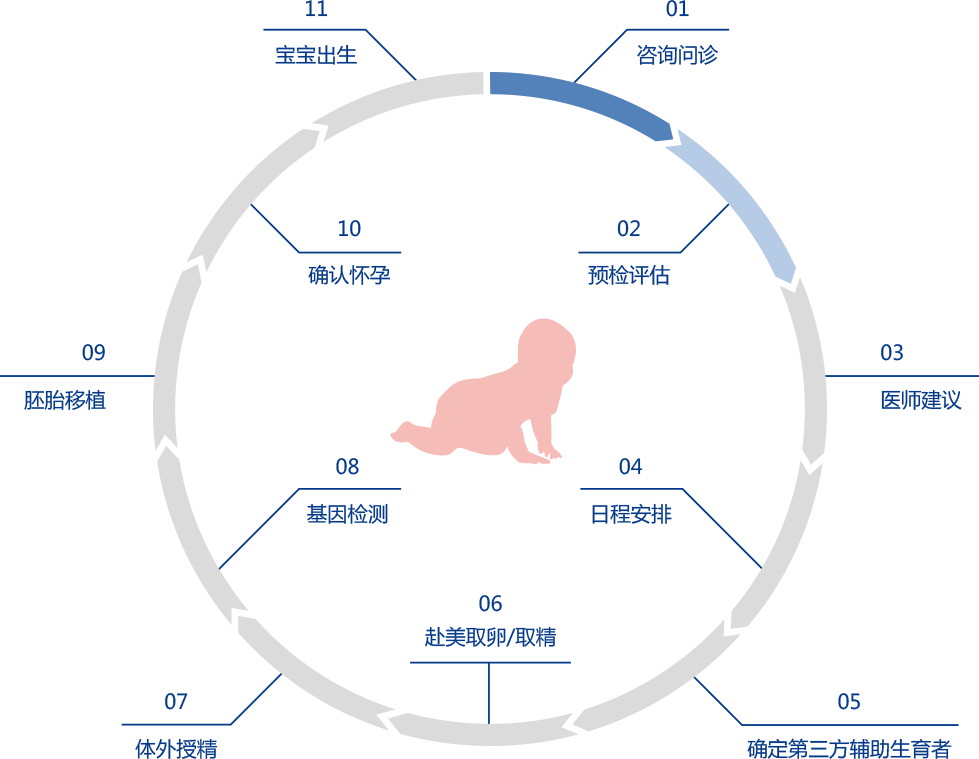 01
咨询问诊
02
预检评估
03
医师建议
04
日程安排
05
确定第三方辅助生育者
06
赴美取卵/取精
07
体外授精
08
基因检测
09
胚胎移植
10
确认怀孕
11
宝宝出生